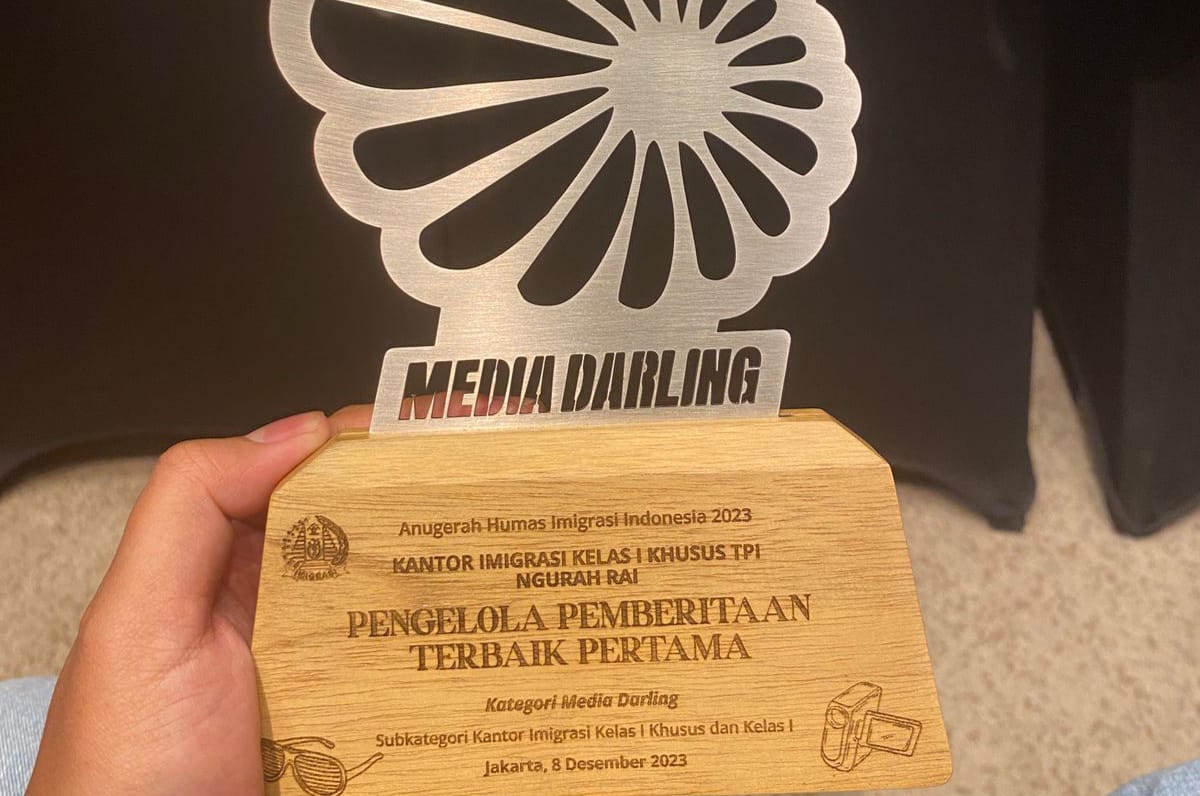 MEDIA DARLING
Anugerah Humas Imigrasi Indonesia 2023
KANTOR IMIGRASI KELAS I KHUSUS TPI
NGURAH RAI
PENGELOLA PEMBERITAAN
TERBAIK PERTAMA
Kategori Media Darling
Subkategori Kantor Imigrasi Kelas I Khusus dan Kelas I
Jakarta, 8 Desember 2023